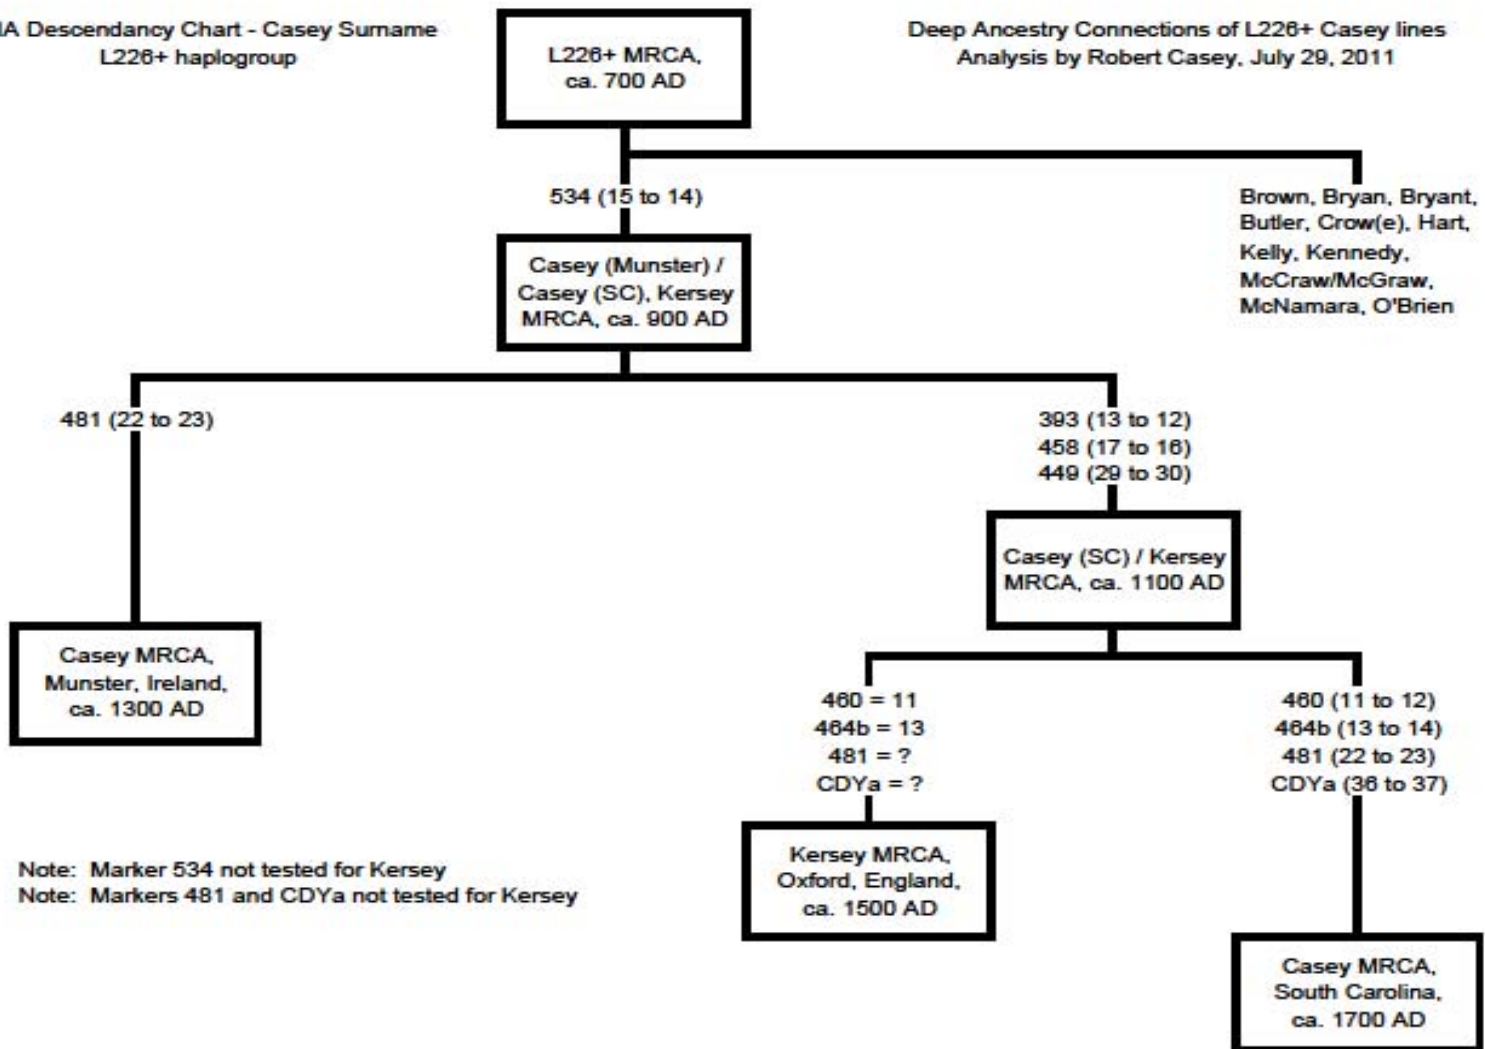 A Descendancy Chart - Casey Surname
L226+ haplogroup
Deep Ancestry Connections of L226+ Casey lines
Analysis by Robert Casey, July 29, 2011
L226+ MRCA,
ca. 700 AD
534 (15 to 14)
Brown, Bryan, Bryant,
Butler, Crow(e), Hart,
Kelly, Kennedy,
McCraw/McGraw,
McNamara, O'Brien
Casey (Munster) /
Casey (SC), Kersey
MRCA, ca. 900 AD
481 (22 to 23)
393 (13 to 12)
458 (17 to 16)
449 (29 to 30)
Casey (SC) / Kersey
MRCA, ca. 1100 AD
Casey MRCA,
Munster, Ireland,
ca. 1300 AD
460 = 11
464b = 13
481 = ?
CDYa = ?
460 (11 to 12)
464b (13 to 14)
481 (22 to 23)
CDYa (36 to 37)
Kersey MRCA,
Oxford, England,
ca. 1500 AD
Note: Marker 534 not tested for Kersey
Note: Markers 481 and CDYa not tested for Kersey
Casey MRCA,
South Carolina,
ca. 1700 AD